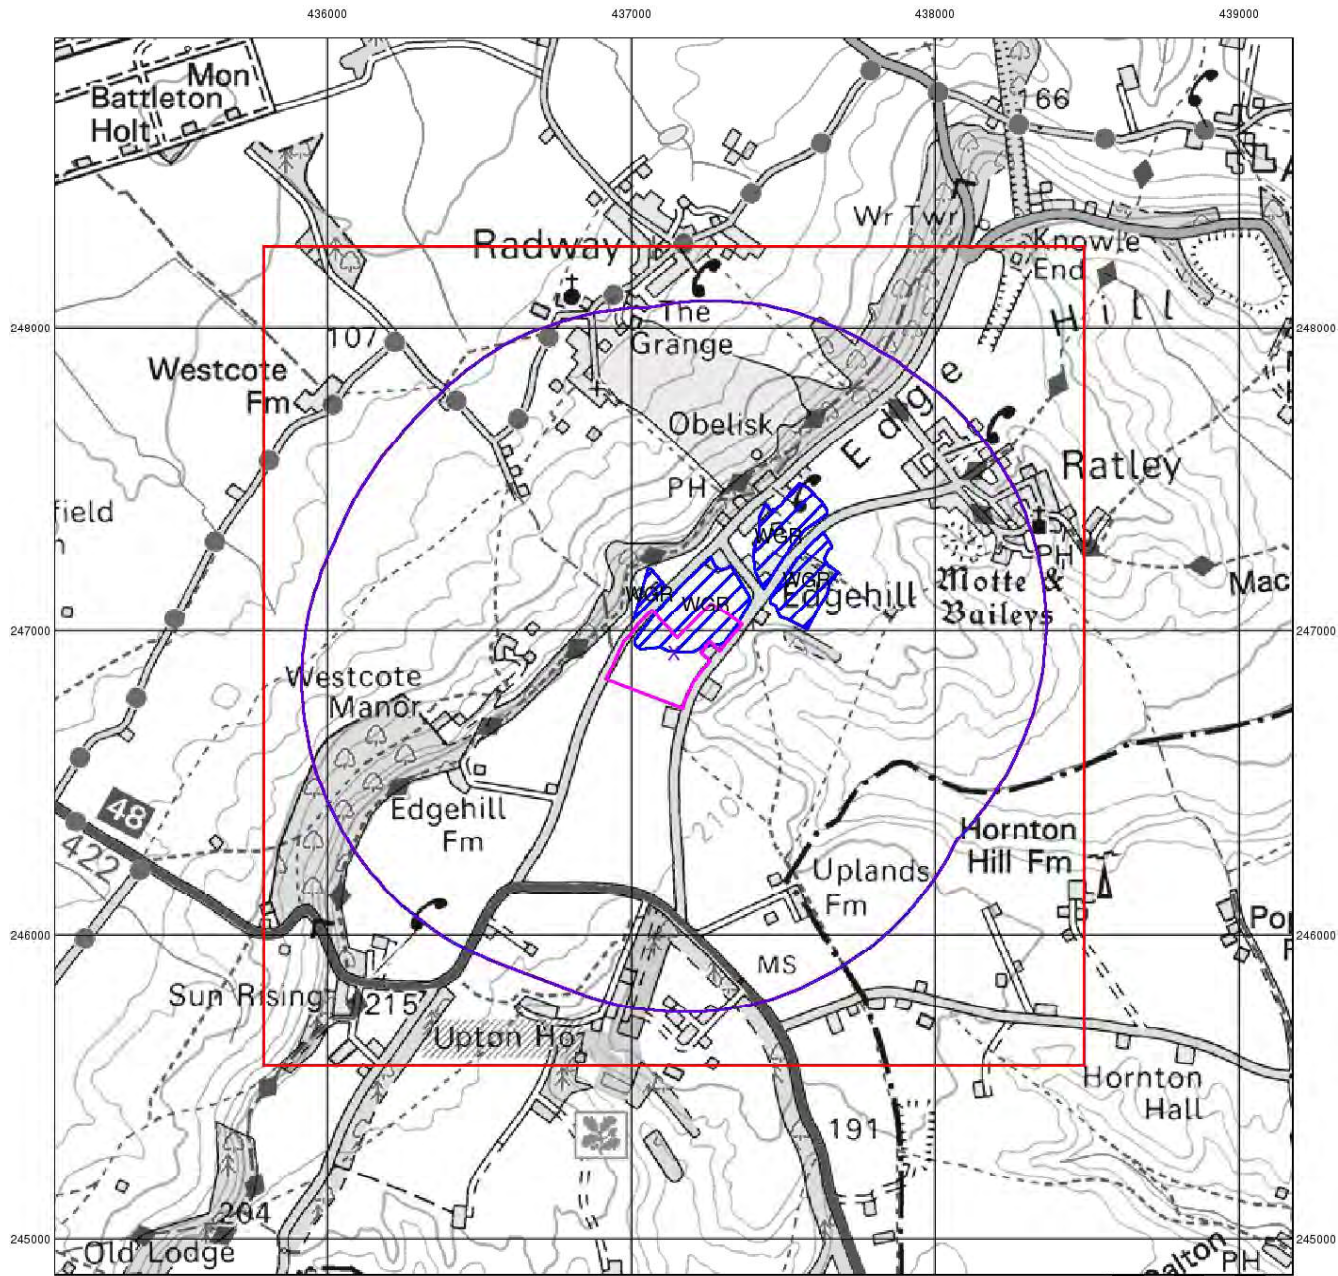 436000 437000 438000 439000
Mon
Battleton
Holt
166
Wr Twr
Radway
Knowle
End
The
Grange
248000 248000
107
Hill
Westcote
Fm
Edge
Obelisk
PH
Ratley
field
WGR
WGR
PH
Mac
WGR
WGR
Edgehill
Motte &
Baileys
247000 247000
Westcote
Manor
48
422
Edgehill
Fm
210
Hornton
Hill Fm
Uplands
Fm
246000 246000
MS
Sun Rising
215
Upton Ho
Hornton
Hall
191
204
245000 245000
Old Lodge
PH